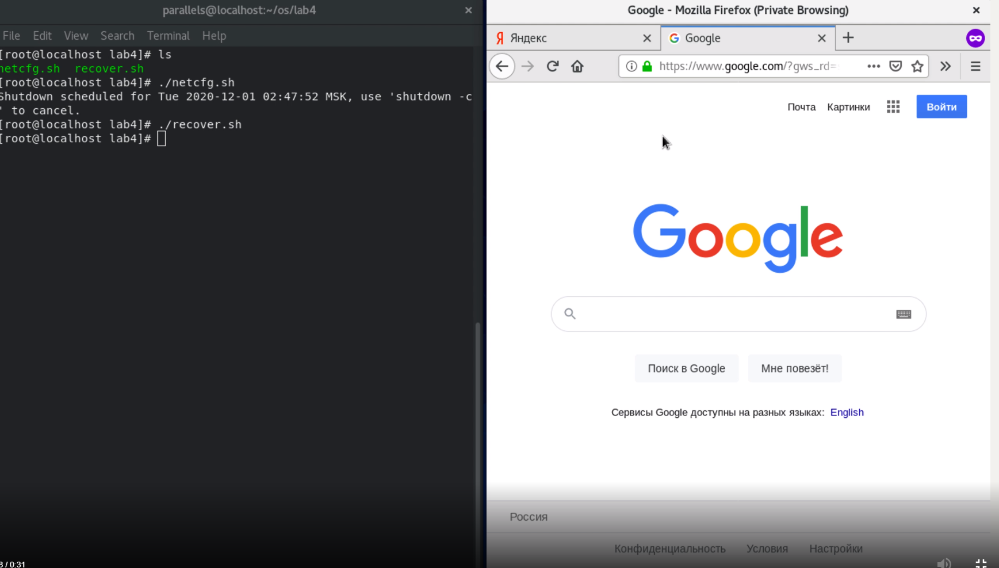 parallels@localhost:~/os/lab4
File Edit View Search Terminal Help
[root@localhost lab4]# ls
netcfg.sh recover.sh
[root@localhost lab4]# ./netcfg.sh
Shutdown scheduled for Tue 2020-12-01 02:47:52 MSK, use 'shutdown -c
' to cancel.
[root@localhost lab4]# ./recover.sh
[root@localhost lab4]#
Google - Mozilla Firefox (Private Browsing)
Яндекс
Google
https://www.google.com/?gws_rd=
Почта Картинки Войти
Google
Поиск в Google Мне повезёт!
Сервисы Google доступны на разных языках: English
Россия
Конфиденциальность Условия Настройки
8 / 0:31